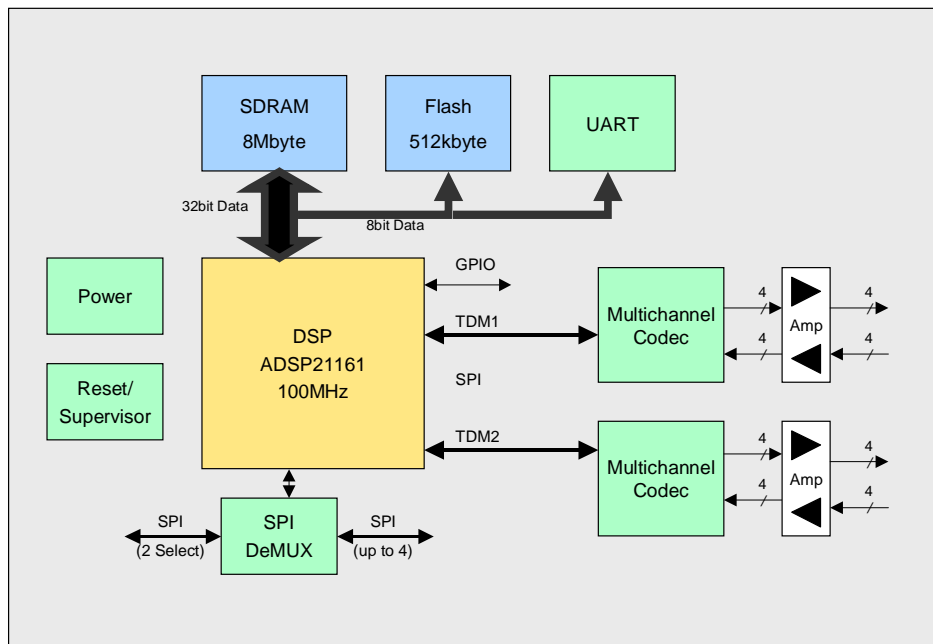 SDRAM
8Mbyte
Flash
512kbyte
UART
32bit Data
8bit Data
Power
Reset/
Supervisor
DSP
ADSP21161
100MHz
GPIO
TDM1
SPI
TDM2
Multichannel
Codec
4
4
Amp
4
4
Multichannel
Codec
4
4
Amp
4
4
SPI
(2 Select)
SPI
DeMUX
SPI
(up to 4)